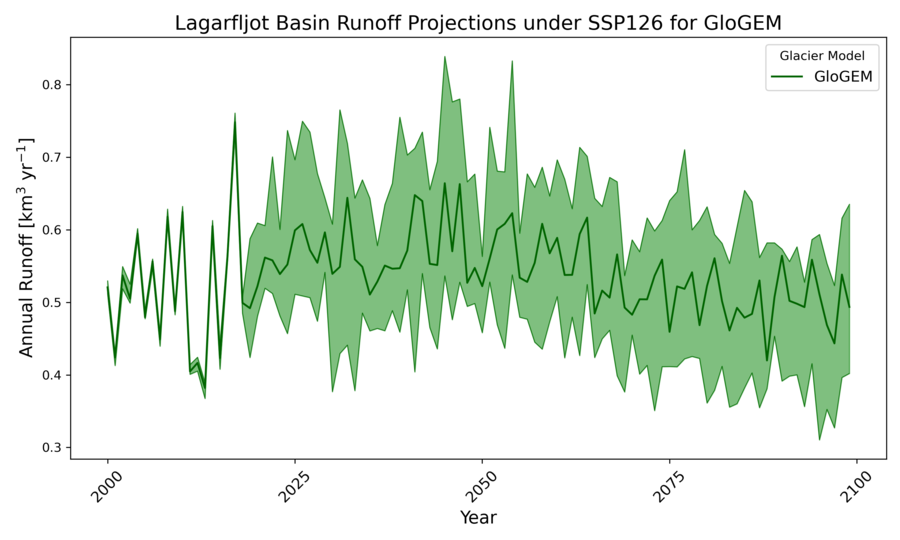 Lagarfljot Basin Runoff Projections under SSP126 for GloGEM
Glacier Model
GloGEM
Annual Runoff [km³ yr⁻¹]
0.8
0.7
0.6
0.5
0.4
0.3
2000
2025
2050
2075
2100
Year